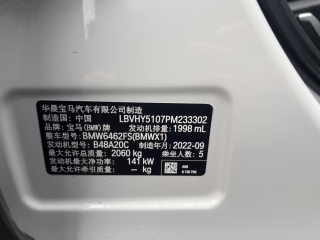 华晨宝马汽车有限公司制造
制造国：中国 LBVHY5107PM233302
品牌：宝马(BMW)牌 发动机排量：1998 mL
整车型号：BMW6462FS(BMWX1)
发动机型号：B48A20C 制造年月：2022-09
最大允许总质量：2060 kg 乘坐人数：5
发动机最大净功率：141 kW
最大允许牵引质量：-- kg